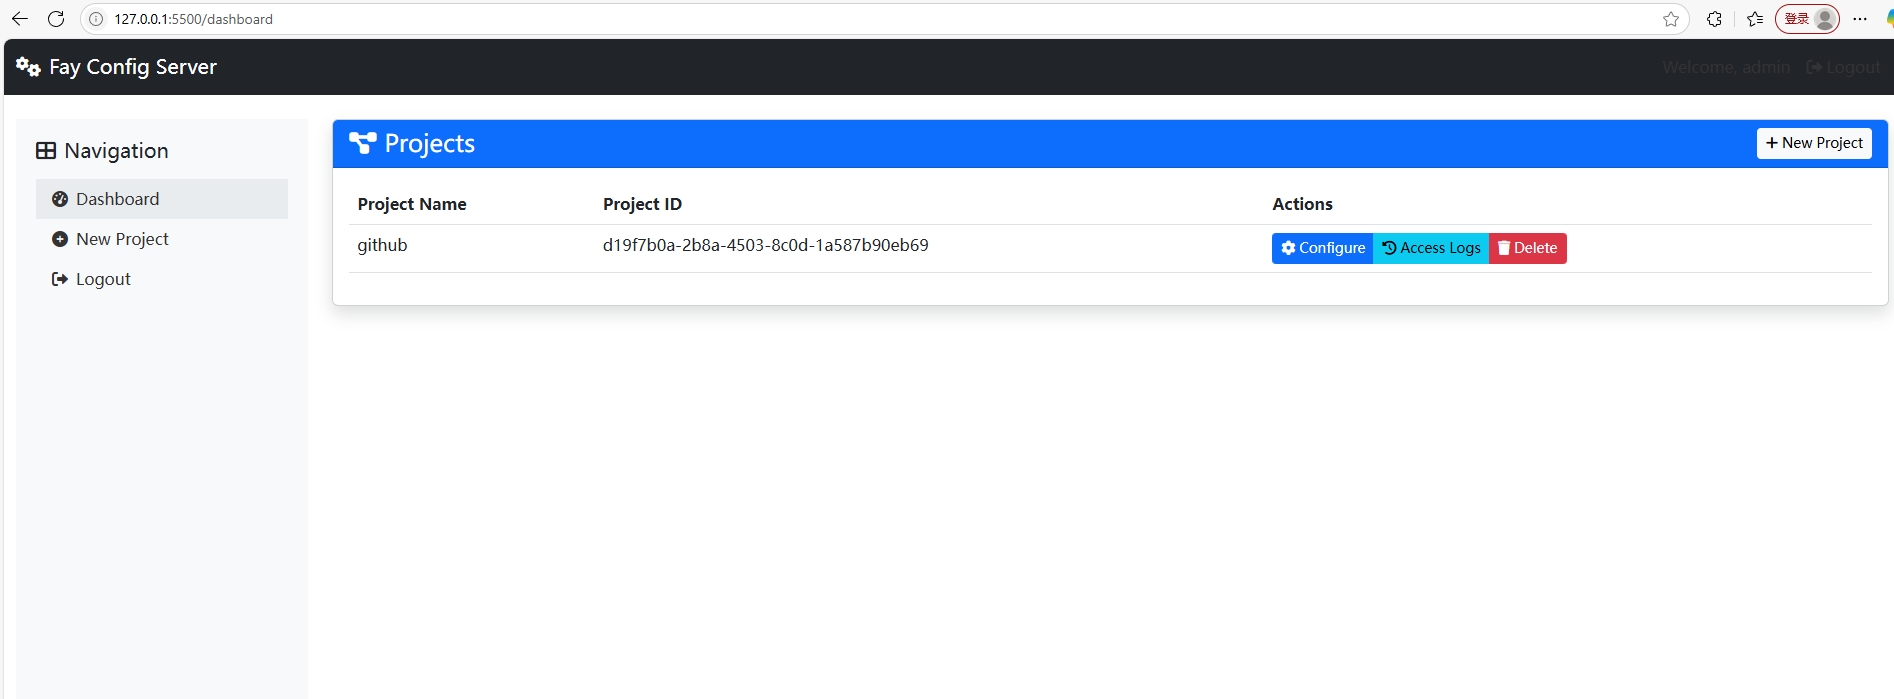 127.0.0.1:5500/dashboard
登录
Fay Config Server
Welcome, admin Logout
Navigation
Dashboard
New Project
Logout
Projects
New Project
Project Name Project ID Actions
github d19f7b0a-2b8a-4503-8c0d-1a587b90eb69 Configure Access Logs Delete